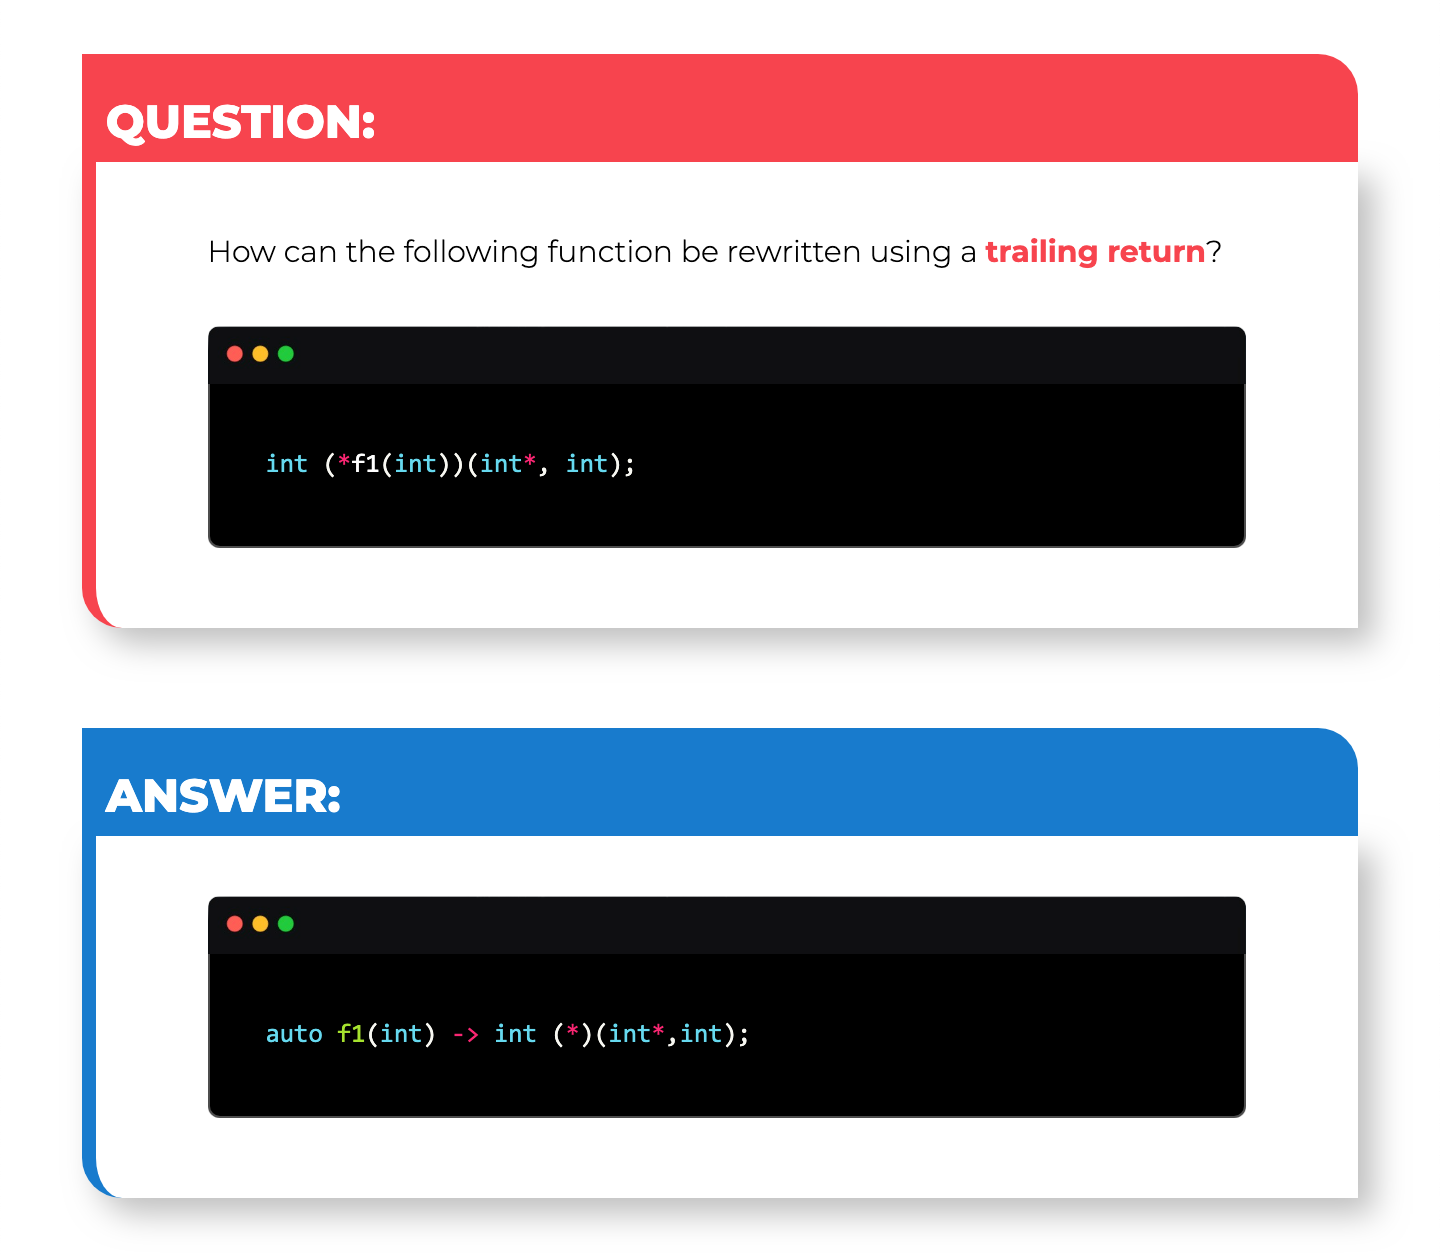 QUESTION:
How can the following function be rewritten using a trailing return?
int (*f1(int))(int*, int);
ANSWER:
auto f1(int) -> int (*)(int*,int);